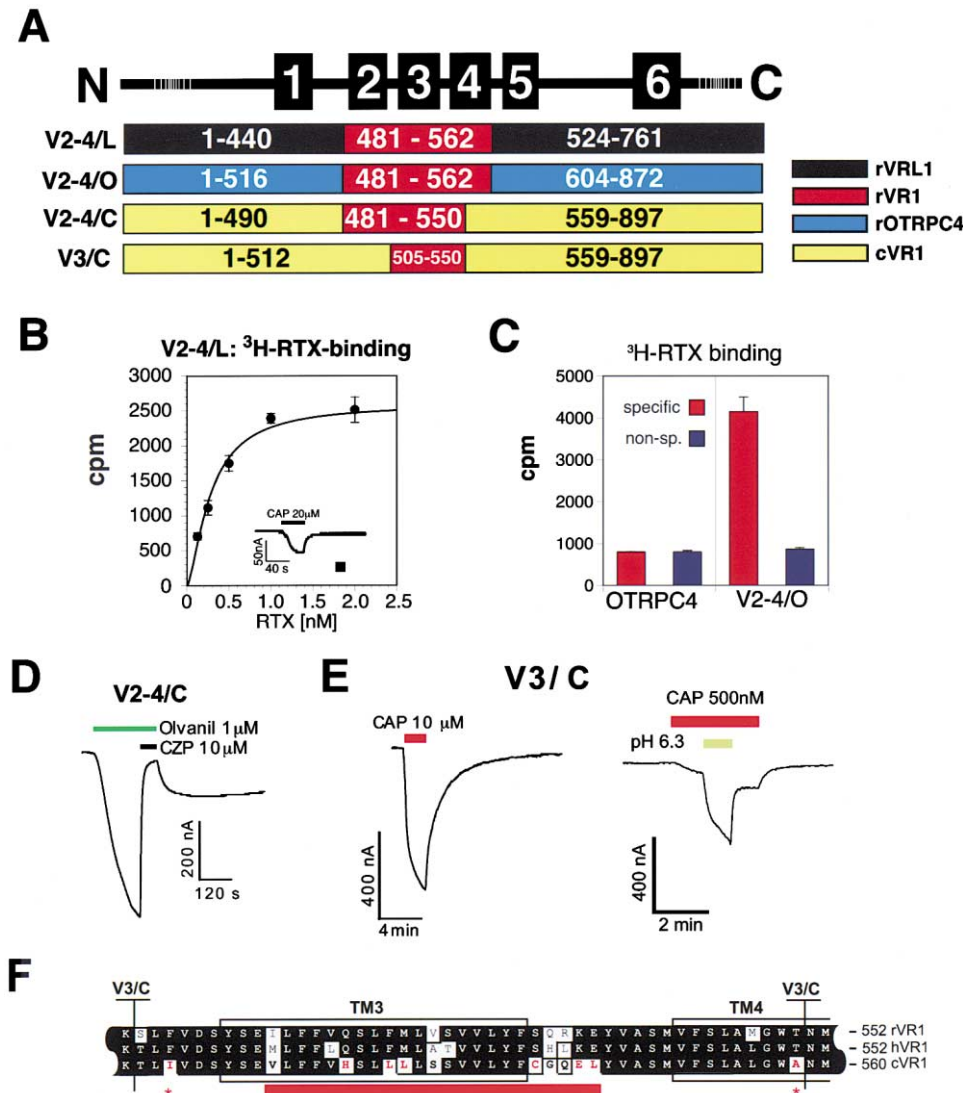 A
N 1 2 3 4 5 6 C
V2-4/L 1-440 481 - 562 524-761
V2-4/O 1-516 481 - 562 604-872
V2-4/C 1-490 481 - 550 559-897
V3/C 1-512 505-550 559-897
rVRL1
rVR1
rOTRPC4
cVR1
B
V2-4/L: ³H-RTX-binding
cpm
3000
2500
2000
1500
1000
500
0
0 0.5 1.0 1.5 2.0 2.5
RTX [nM]
CAP 20µM
50nA
40 s
C
³H-RTX binding
cpm
5000
4000
3000
2000
1000
0
specific
non-sp.
OTRPC4 V2-4/O
D
V2-4/C
Olvanil 1µM
CZP 10µM
200 nA
120 s
E
V3/ C
CAP 10 µM
400 nA
4min
CAP 500nM
pH 6.3
400 nA
2 min
F
V3/C TM3 TM4 V3/C
K S L F V D S Y S E I L F F V Q S L F M L V S V V L Y F S Q R K E Y V A S M V F S L A M G W T N M - 552 rVR1
K T L F V D S Y S E M L F F L Q S L F M L A T V V L Y F S H L K E Y V A S M V F S L A L G W T N M - 552 hVR1
K T L I V D S Y S E V L F F V H S L L L L S S V V L Y F C G Q E L Y V A S M V F S L A L G W A N M - 560 cVR1
* *